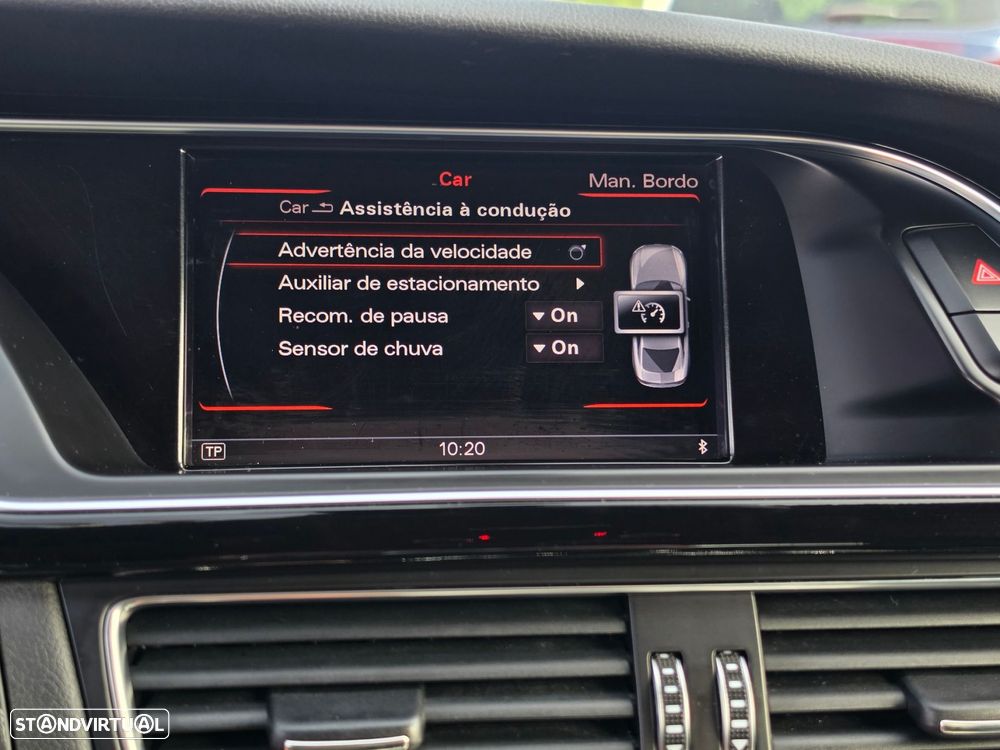 Car
Man. Bordo
Car Assistência à condução
Advertência da velocidade
Auxiliar de estacionamento
Recom. de pausa On
Sensor de chuva On
TP 10:20
STANDVIRTUAL